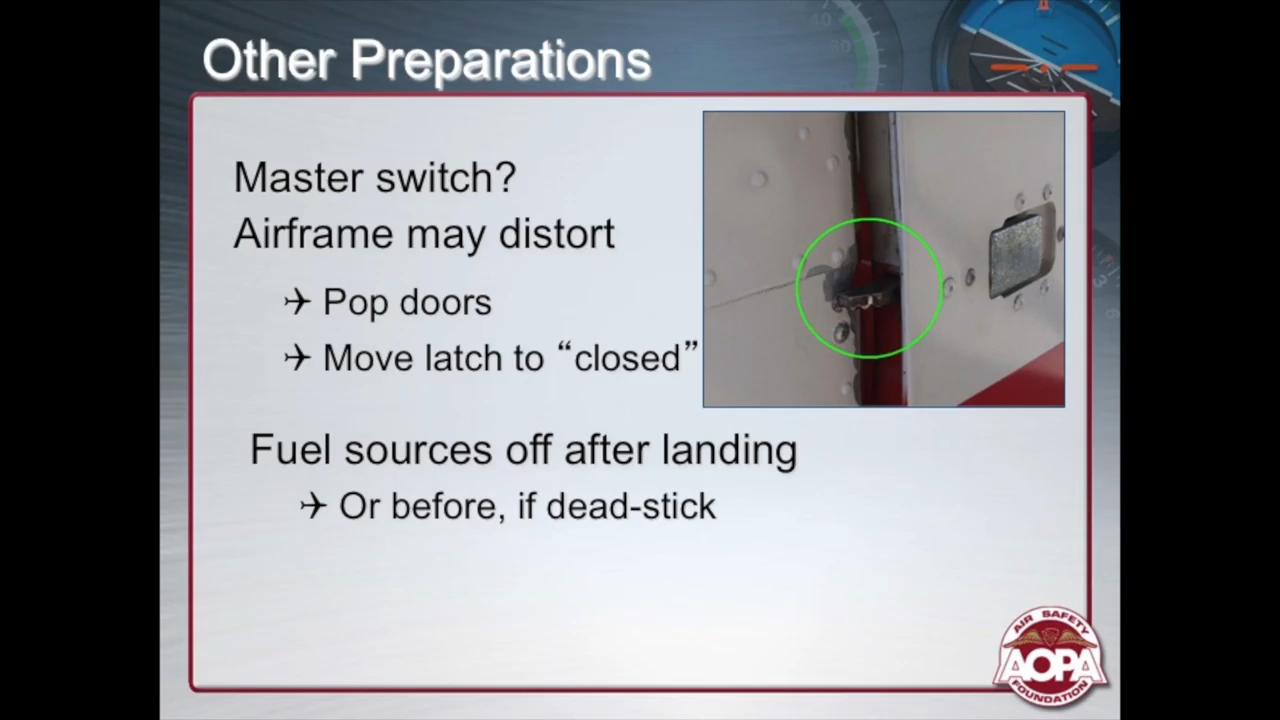 Other Preparations
Master switch?
Airframe may distort
✈ Pop doors
✈ Move latch to “closed”
Fuel sources off after landing
✈ Or before, if dead-stick
AIR SAFETY
AOPA
FOUNDATION